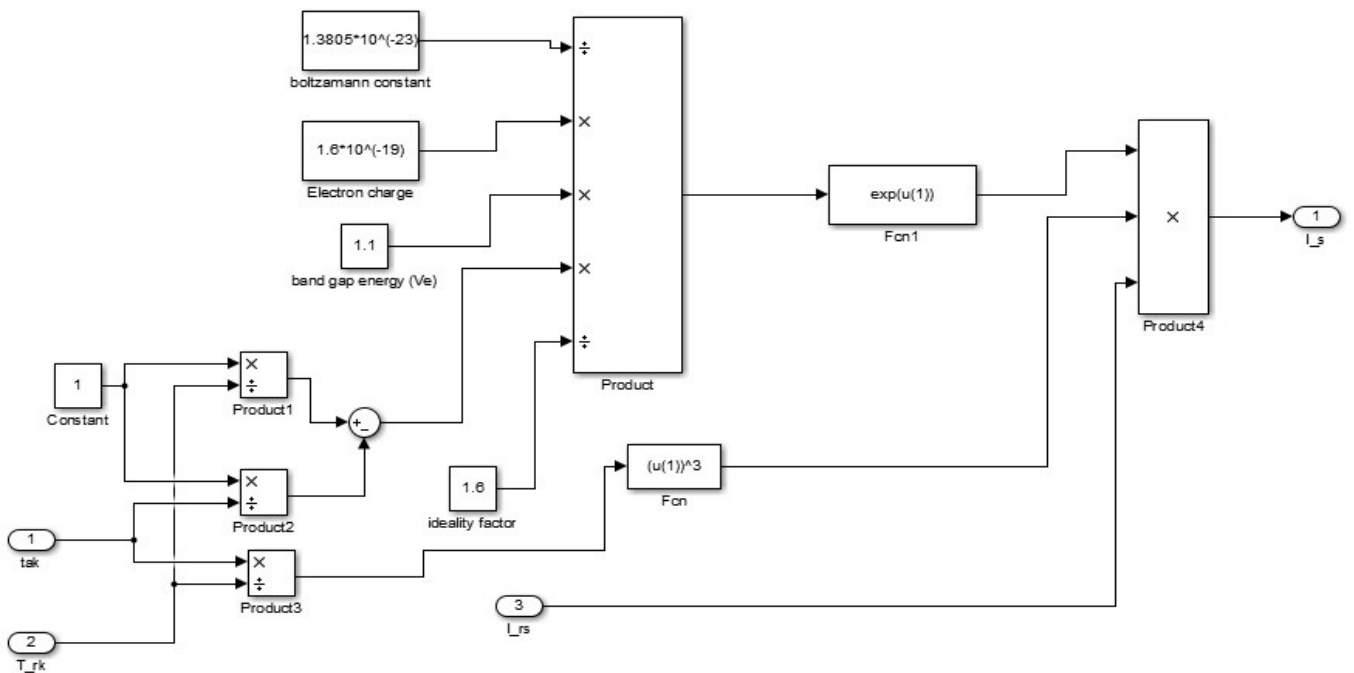 1.3805*10^(-23)
boltzamann constant
÷
1.6*10^(-19)
Electron charge
×
1.1
band gap energy (Ve)
×
×
1.6
ideality factor
÷
Product
exp(u(1))
Fcn1
×
Product4
1
I_s
1
Constant
×
÷
Product1
+_
×
÷
Product2
1
tak
×
÷
Product3
2
T_rk
(u(1))^3
Fcn
3
I_rs